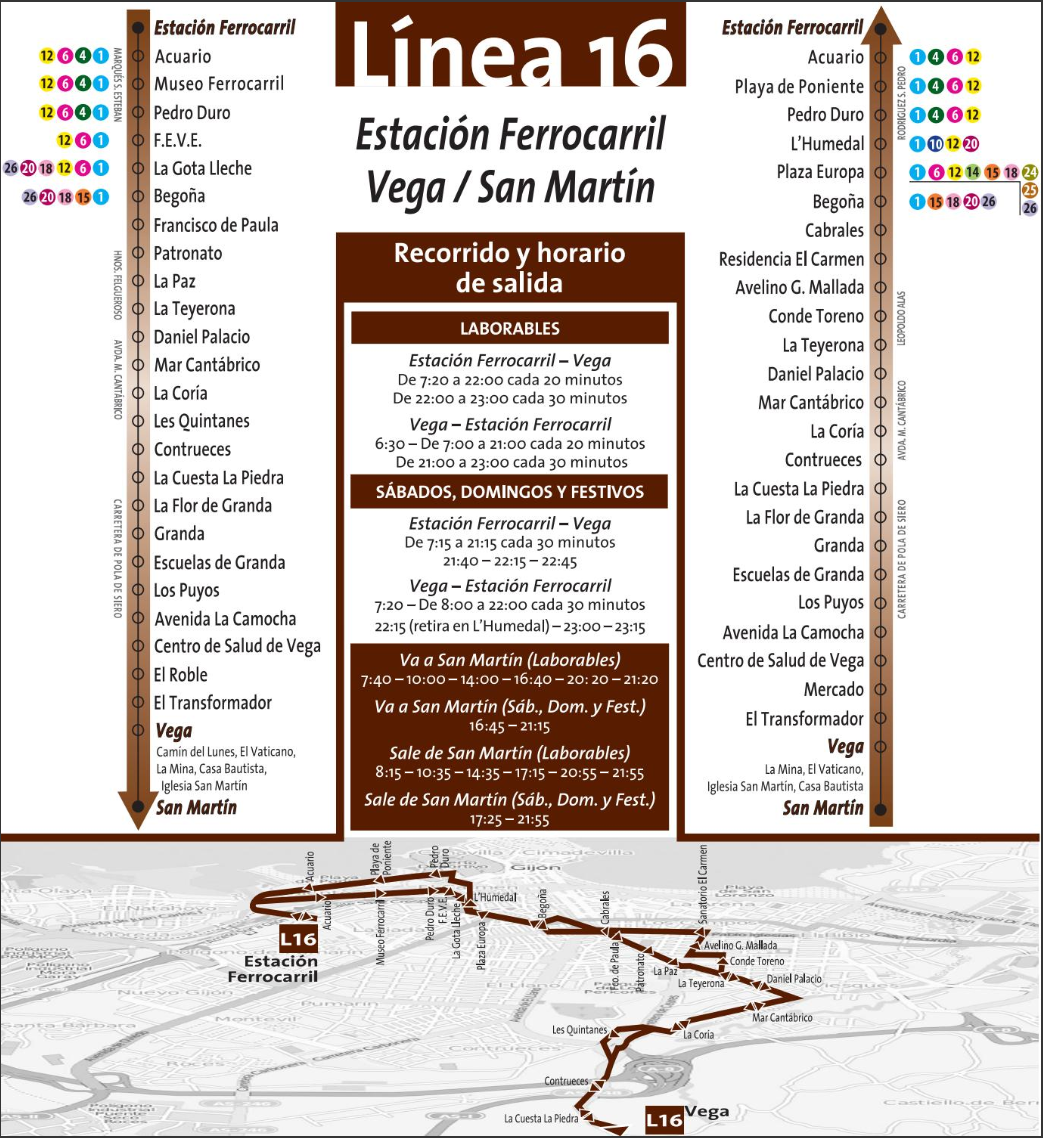 Línea 16
Estación Ferrocarril
Vega / San Martín
Estación Ferrocarril
12 6 4 1 Acuario
12 6 4 1 Museo Ferrocarril
12 6 4 1 Pedro Duro
12 6 1 F.E.V.E.
26 20 18 12 6 1 La Gota Lleche
26 20 18 15 1 Begoña
Francisco de Paula
Patronato
La Paz
La Teyerona
Daniel Palacio
Mar Cantábrico
La Coría
Les Quintanes
Contrueces
La Cuesta La Piedra
La Flor de Granda
Granda
Escuelas de Granda
Los Puyos
Avenida La Camocha
Centro de Salud de Vega
El Roble
El Transformador
Vega
Camín del Lunes, El Vaticano,
La Mina, Casa Bautista,
Iglesia San Martín
San Martín
MARQUÉS S. ESTEBAN
HNOS. FELGUEROSO
AVDA. M. CANTÁBRICO
CARRETERA DE POLA DE SIERO
Recorrido y horario
de salida
LABORABLES
Estación Ferrocarril – Vega
De 7:20 a 22:00 cada 20 minutos
De 22:00 a 23:00 cada 30 minutos
Vega – Estación Ferrocarril
6:30 – De 7:00 a 21:00 cada 20 minutos
De 21:00 a 23:00 cada 30 minutos
SÁBADOS, DOMINGOS Y FESTIVOS
Estación Ferrocarril – Vega
De 7:15 a 21:15 cada 30 minutos
21:40 – 22:15 – 22:45
Vega – Estación Ferrocarril
7:20 – De 8:00 a 22:00 cada 30 minutos
22:15 (retira en L'Humedal) – 23:00 – 23:15
Va a San Martín (Laborables)
7:40 – 10:00 – 14:00 – 16:40 – 20: 20 – 21:20
Va a San Martín (Sáb., Dom. y Fest.)
16:45 – 21:15
Sale de San Martín (Laborables)
8:15 – 10:35 – 14:35 – 17:15 – 20:55 – 21:55
Sale de San Martín (Sáb., Dom. y Fest.)
17:25 – 21:55
Estación Ferrocarril
Acuario 1 4 6 12
Playa de Poniente 1 4 6 12
Pedro Duro 1 4 6 12
L'Humedal 1 10 12 20
Plaza Europa 1 6 12 14 15 18 24
25
26
Begoña 1 15 18 20 26
Cabrales
Residencia El Carmen
Avelino G. Mallada
Conde Toreno
La Teyerona
Daniel Palacio
Mar Cantábrico
La Coría
Contrueces
La Cuesta La Piedra
La Flor de Granda
Granda
Escuelas de Granda
Los Puyos
Avenida La Camocha
Centro de Salud de Vega
Mercado
El Transformador
Vega
La Mina, El Vaticano,
Iglesia San Martín, Casa Bautista
San Martín
RODRÍGUEZ S. PEDRO
LEOPOLDO ALAS
AVDA. M. CANTÁBRICO
CARRETERA DE POLA DE SIERO
Acuario
Playa de
Poniente
Pedro
Duro
Gijón
Cimadevilla
L'Humedal
Begoña
Cabrales
Sanatorio El Carmen
Acuario
Museo Ferrocarril
Pedro Duro
F.E.V.E.
La Gota Lleche
Plaza Europa
Fco. de Paula
Patronato
La Paz
La Teyerona
Avelino G. Mallada
Conde Toreno
Daniel Palacio
Mar Cantábrico
La Coría
Les Quintanes
Contrueces
La Cuesta La Piedra
L16
Estación
Ferrocarril
L16 Vega
Nuevo Gijón
Pumarín
Montevil
Santa Bárbara
El Llano
Contrueces
A-8